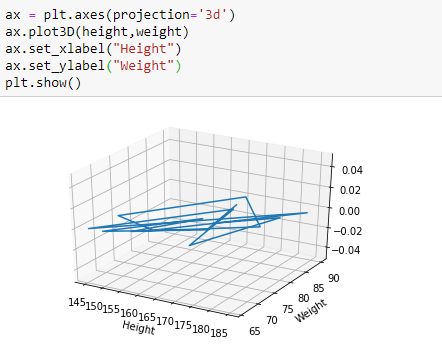 ax = plt.axes(projection='3d')
ax.plot3D(height,weight)
ax.set_xlabel("Height")
ax.set_ylabel("Weight")
plt.show()
0.04
0.02
0.00
−0.02
−0.04
145 150 155 160 165 170 175 180 185
Height
65 70 75 80 85 90
Weight